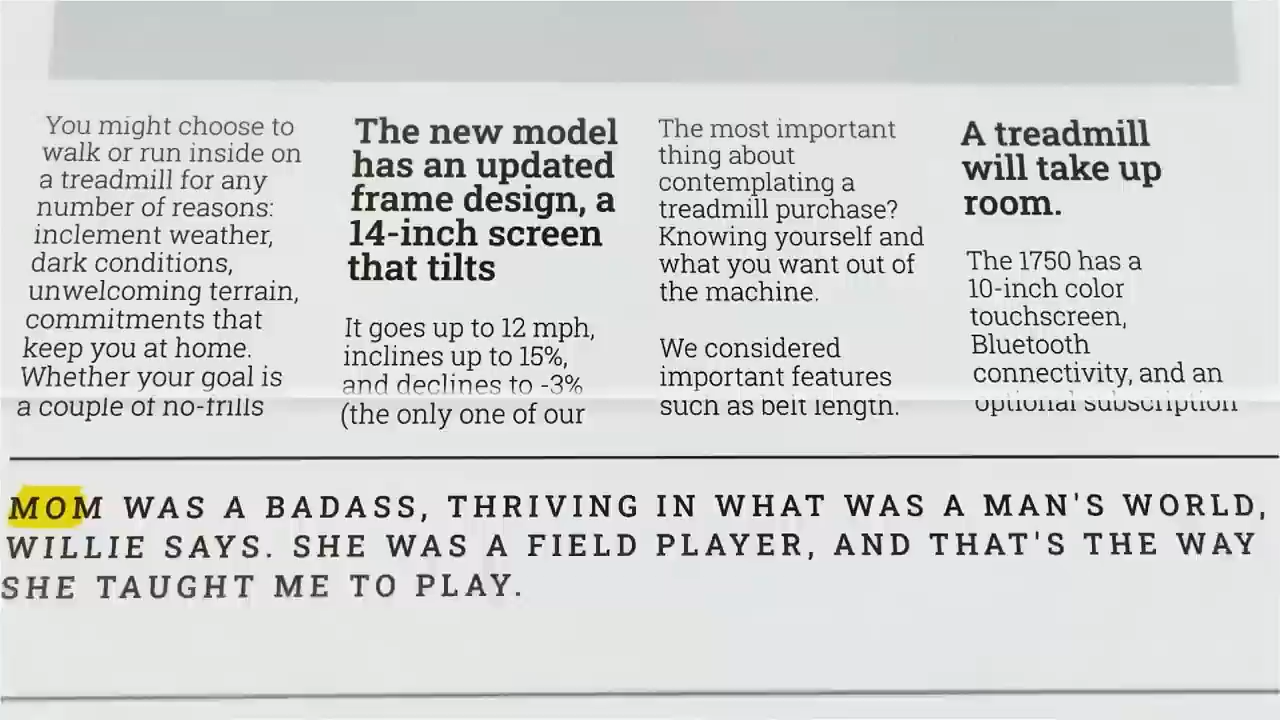 You might choose to
walk or run inside on
a treadmill for any
number of reasons:
inclement weather,
dark conditions,
unwelcoming terrain,
commitments that
keep you at home.
Whether your goal is
a couple of no-frills
The new model
has an updated
frame design, a
14-inch screen
that tilts
It goes up to 12 mph,
inclines up to 15%,
and declines to -3%
(the only one of our
The most important
thing about
contemplating a
treadmill purchase?
Knowing yourself and
what you want out of
the machine.
We considered
important features
such as belt length.
A treadmill
will take up
room.
The 1750 has a
10-inch color
touchscreen,
Bluetooth
connectivity, and an
optional subscription
MOM WAS A BADASS, THRIVING IN WHAT WAS A MAN'S WORLD,
WILLIE SAYS. SHE WAS A FIELD PLAYER, AND THAT'S THE WAY
SHE TAUGHT ME TO PLAY.